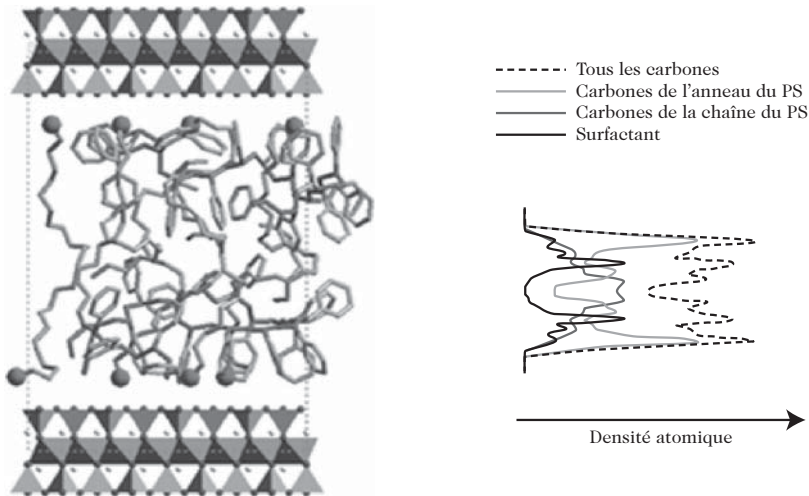 Tous les carbones
Carbones de l’anneau du PS
Carbones de la chaîne du PS
Surfactant
Densité atomique